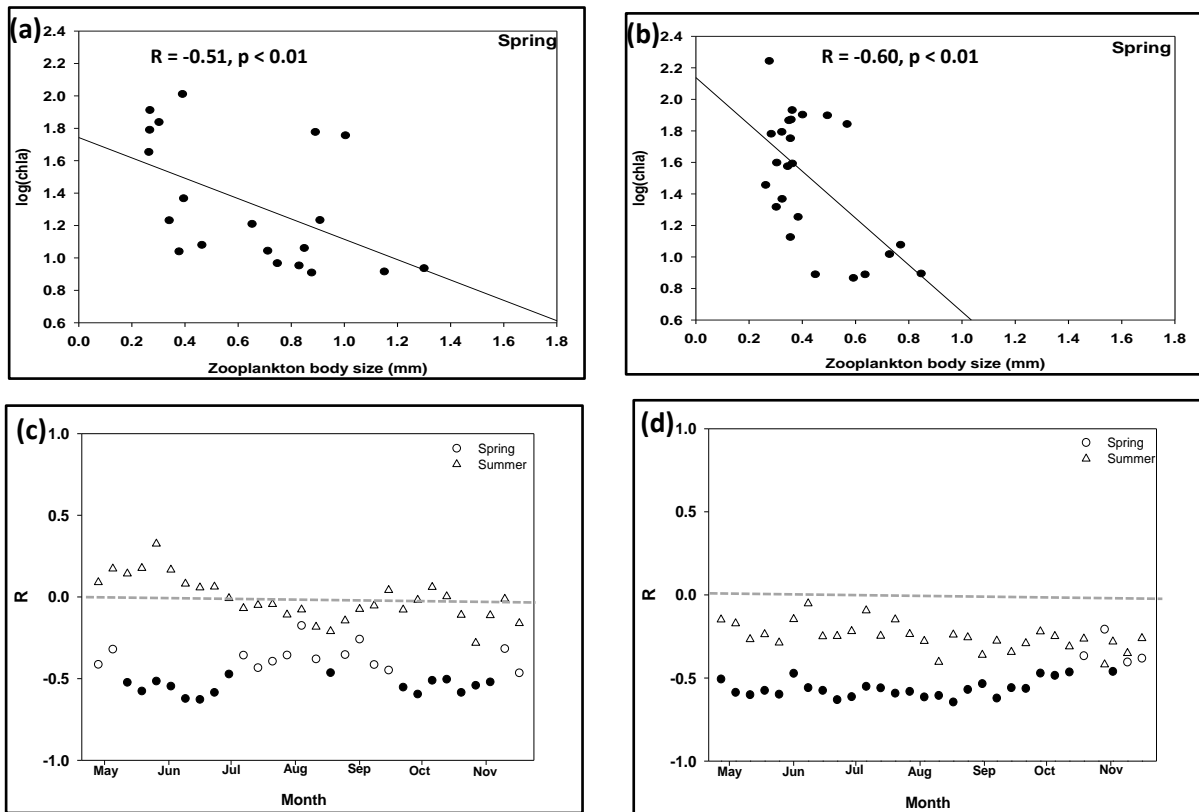 (a)
Spring
R = -0.51, p < 0.01
2.4
2.2
2.0
1.8
1.6
1.4
1.2
1.0
0.8
0.6
log(chla)
0.0 0.2 0.4 0.6 0.8 1.0 1.2 1.4 1.6 1.8
Zooplankton body size (mm)
(b)
Spring
R = -0.60, p < 0.01
2.4
2.2
2.0
1.8
1.6
1.4
1.2
1.0
0.8
0.6
log(chla)
0.0 0.2 0.4 0.6 0.8 1.0 1.2 1.4 1.6 1.8
Zooplankton body size (mm)
(c)
1.0
0.5
0.0
-0.5
-1.0
R
Spring
Summer
May Jun Jul Aug Sep Oct Nov
Month
(d)
1.0
0.5
0.0
-0.5
-1.0
R
Spring
Summer
May Jun Jul Aug Sep Oct Nov
Month